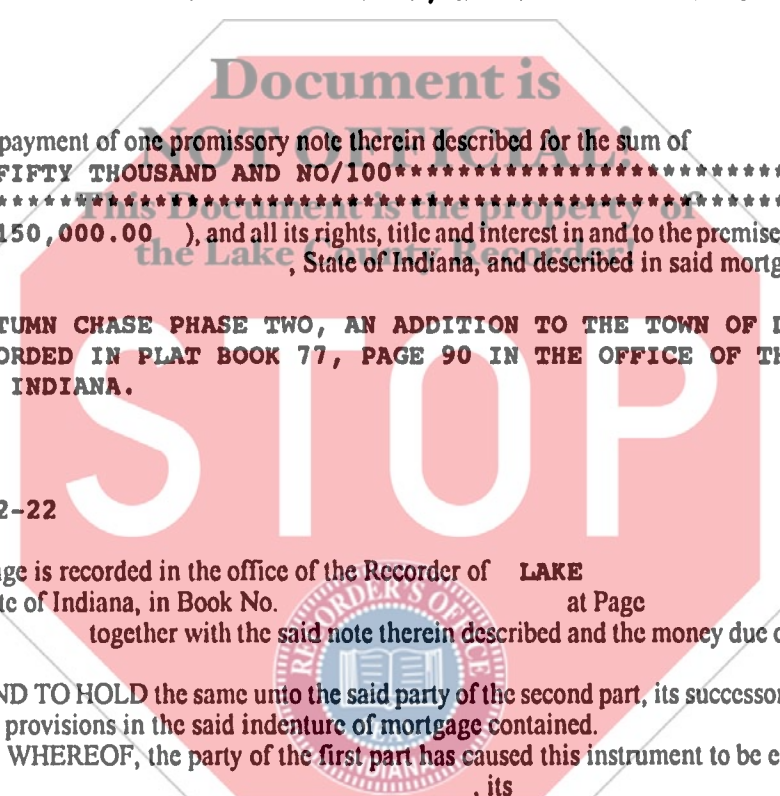 Document is
payment of one promissory note therein described for the sum of
NOT OFFICIAL!
FIFTY THOUSAND AND NO/100*************************
*******************************************************
This Document is the property of
150,000.00 ), and all its rights, title and interest in and to the premise
the Lake County Recorder!
, State of Indiana, and described in said mortg
TUMN CHASE PHASE TWO, AN ADDITION TO THE TOWN OF
ORDED IN PLAT BOOK 77, PAGE 90 IN THE OFFICE OF TH
INDIANA.
STOP
2-22
ge is recorded in the office of the Recorder of LAKE
te of Indiana, in Book No. at Page
together with the said note therein described and the money due o
RECORDER'S OFFICE
ND TO HOLD the same unto the said party of the second part, its successor
provisions in the said indenture of mortgage contained.
WHEREOF, the party of the first part has caused this instrument to be e
INDIANA
, its